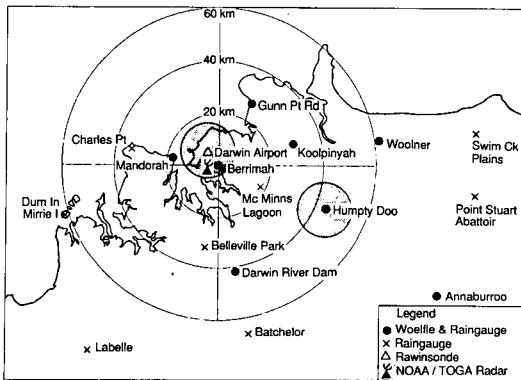 60 km
40 km
20 km
Gunn Pt Rd
Charles Pt
Darwin Airport
Koolpinyah
Woolner
Swim Ck
Plains
Mandorah
Berrimah
Mc Minns
Lagoon
Dum In
Mirrie I
Humpty Doo
Point Stuart
Abattoir
Belleville Park
Darwin River Dam
Annaburroo
Batchelor
Labelle
Legend
Woelfle & Raingauge
Raingauge
Rawinsonde
NOAA / TOGA Radar